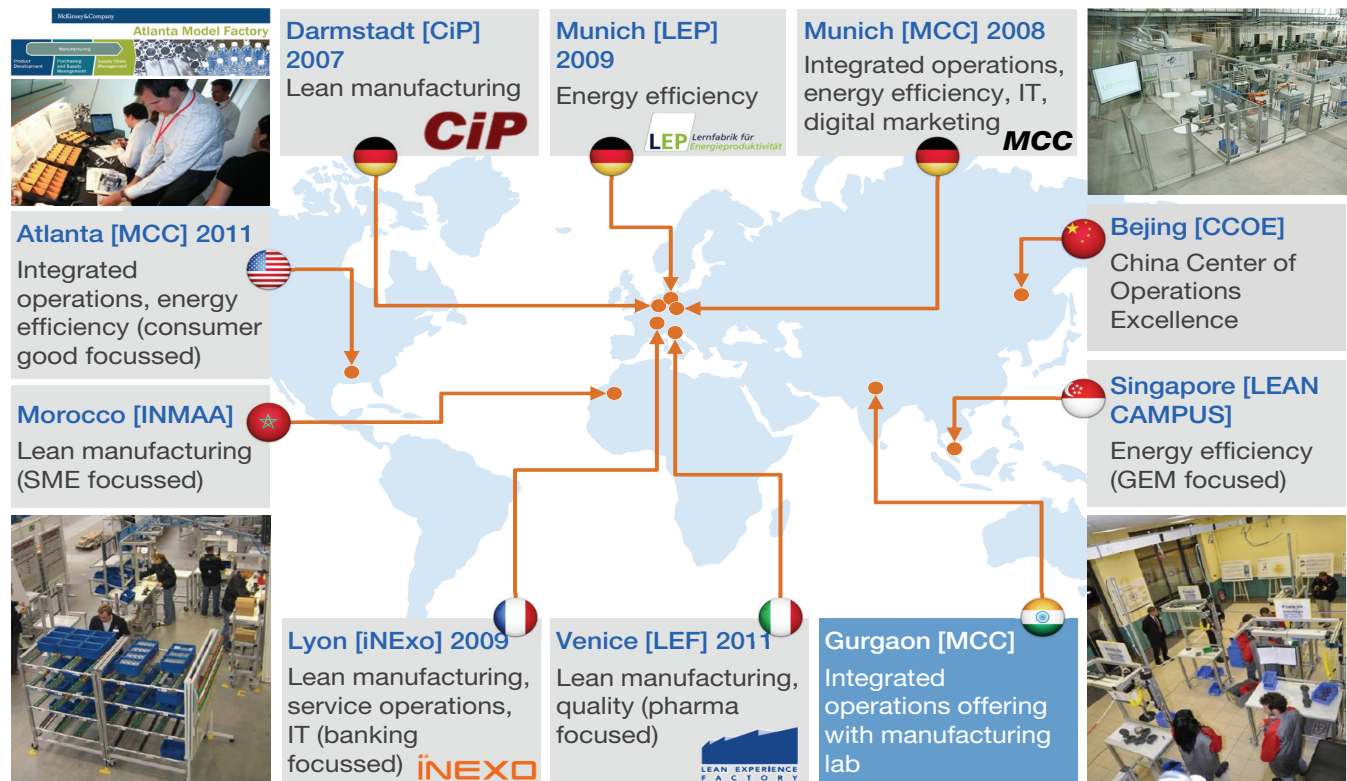 McKinsey&Company
Atlanta Model Factory
Manufacturing
Product
Development
Purchasing
and Supply
Management
Supply Chain
Management
Darmstadt [CiP]
2007
Lean manufacturing
CiP
Munich [LEP]
2009
Energy efficiency
LEP Lernfabrik für
Energieproduktivität
Munich [MCC] 2008
Integrated operations,
energy efficiency, IT,
digital marketing
MCC
Atlanta [MCC] 2011
Integrated
operations, energy
efficiency (consumer
good focussed)
Bejing [CCOE]
China Center of
Operations
Excellence
Morocco [INMAA]
Lean manufacturing
(SME focussed)
Singapore [LEAN
CAMPUS]
Energy efficiency
(GEM focused)
Lyon [iNExo] 2009
Lean manufacturing,
service operations,
IT (banking
focussed)
iNEXO
Venice [LEF] 2011
Lean manufacturing,
quality (pharma
focused)
LEAN EXPERIENCE
FACTORY
Gurgaon [MCC]
Integrated
operations offering
with manufacturing
lab